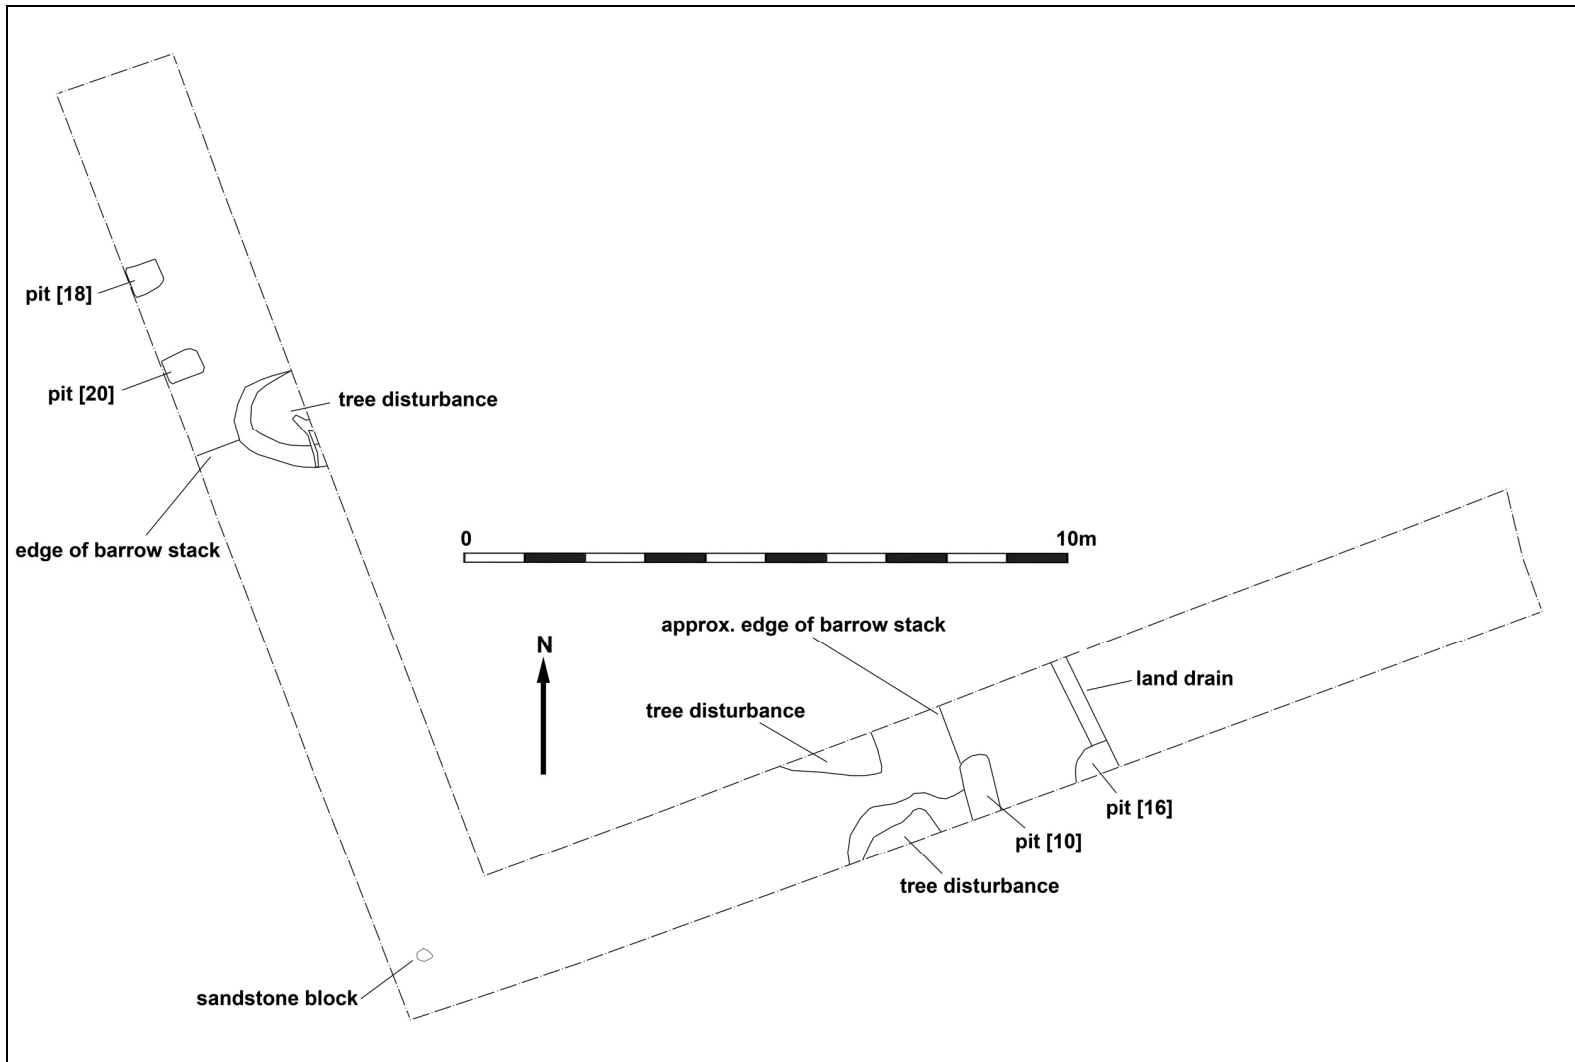 pit [18]
pit [20]
tree disturbance
edge of barrow stack
0 10m
approx. edge of barrow stack
N
land drain
tree disturbance
pit [16]
pit [10]
tree disturbance
sandstone block